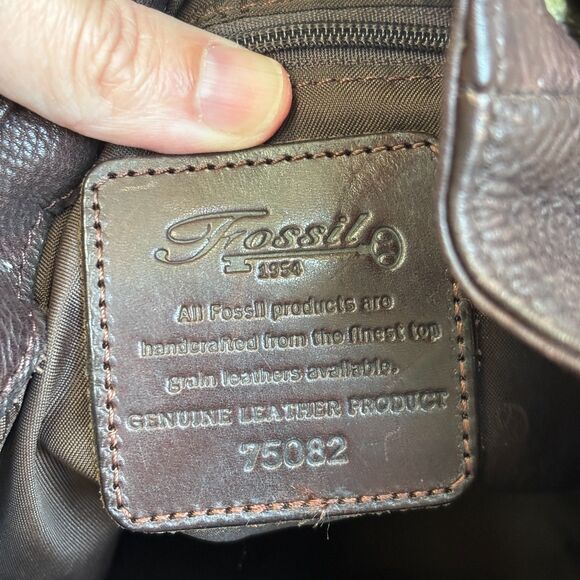 Fossil
1954
All Fossil products are
handcrafted from the finest top
grain leathers available.
GENUINE LEATHER PRODUCT
75082